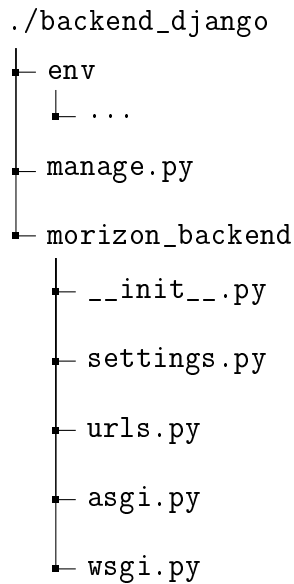 ./backend_django
env
...
manage.py
morizon_backend
__init__.py
settings.py
urls.py
asgi.py
wsgi.py